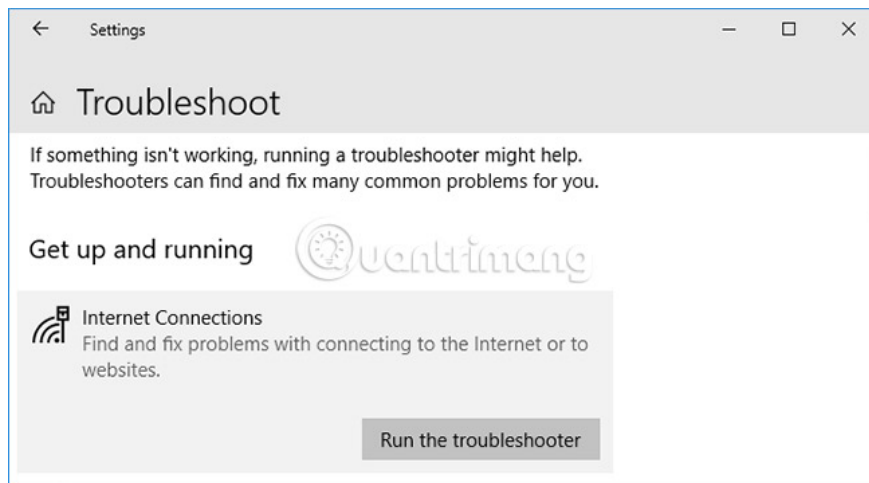 Settings
Troubleshoot
If something isn't working, running a troubleshooter might help.
Troubleshooters can find and fix many common problems for you.
Get up and running
Quantrimang
Internet Connections
Find and fix problems with connecting to the Internet or to
websites.
Run the troubleshooter